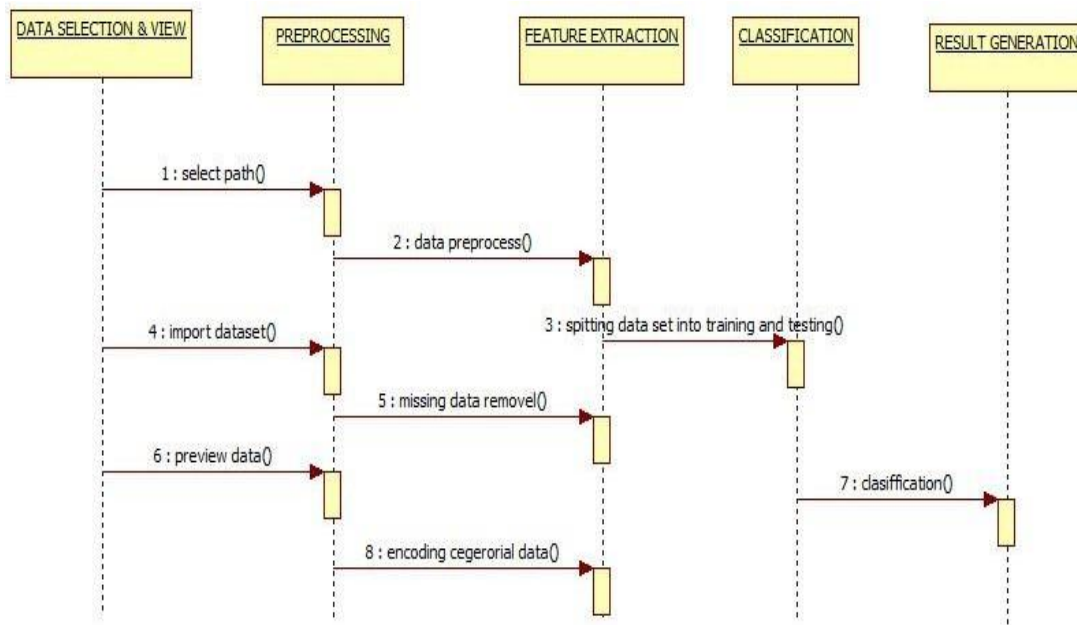 DATA SELECTION & VIEW
PREPROCESSING
FEATURE EXTRACTION
CLASSIFICATION
RESULT GENERATION
1 : select path()
2 : data preprocess()
3 : spitting data set into training and testing()
4 : import dataset()
5 : missing data removel()
6 : preview data()
7 : clasiffication()
8 : encoding cegerorial data()